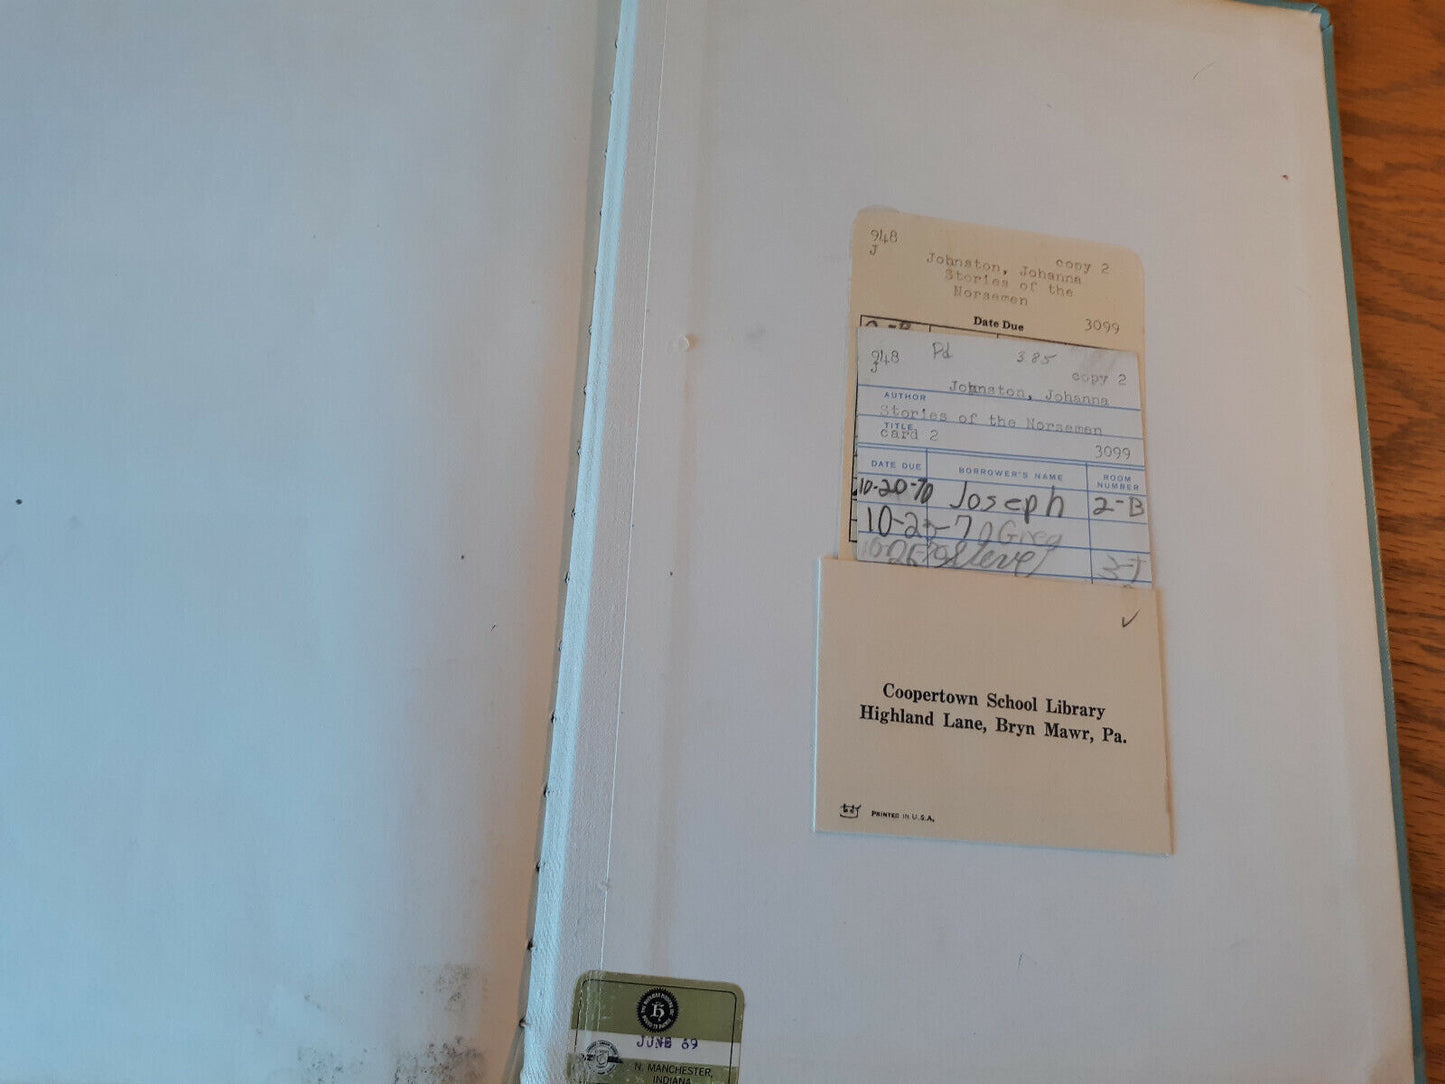 948
J
copy 2
Johnston, Johanna
Stories of the
Norsemen
Date Due
3099
948
J
Pd
3 85
copy 2
Johnston, Johanna
AUTHOR
Stories of the Norsemen
TITLE
card 2
3099
DATE DUE
BORROWER'S NAME
ROOM
NUMBER
10-20-70 Joseph 2-B
Greg
Coopertown School Library
Highland Lane, Bryn Mawr, Pa.
PRINTED IN U.S.A.
JUNE 69
N. MANCHESTER,
INDIANA